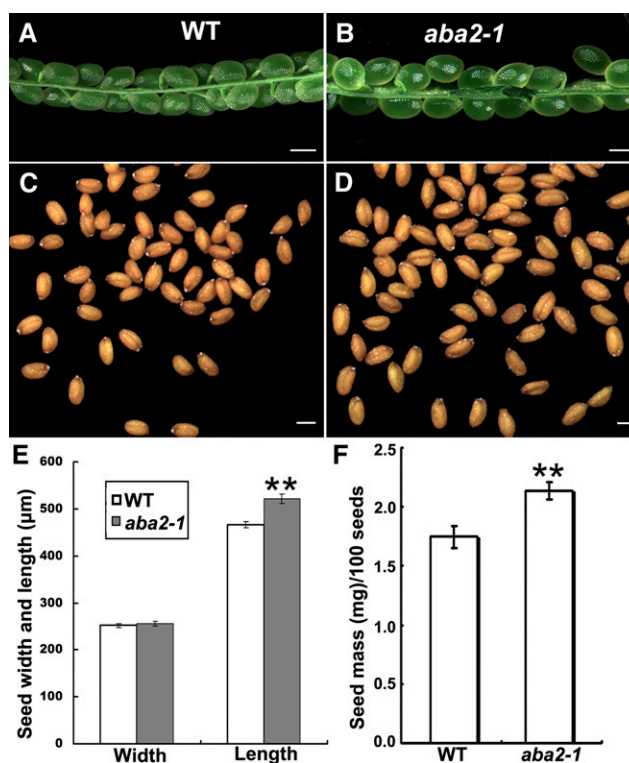 A WT
B aba2-1
C
D
E
Seed width and length (μm)
600
500
400
300
200
100
0
WT
aba2-1
**
Width Length
F
Seed mass (mg)/100 seeds
2.5
2.0
1.5
1.0
0.5
0.0
**
WT aba2-1